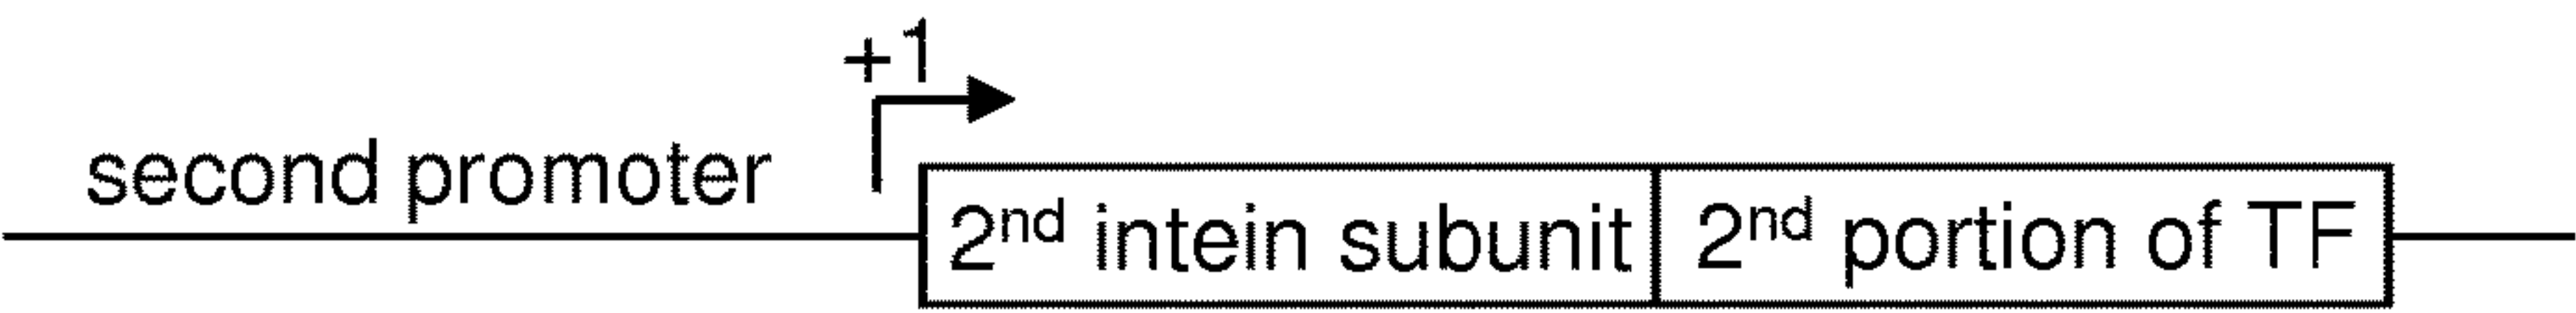 +1
second promoter
2nd intein subunit
2nd portion of TF